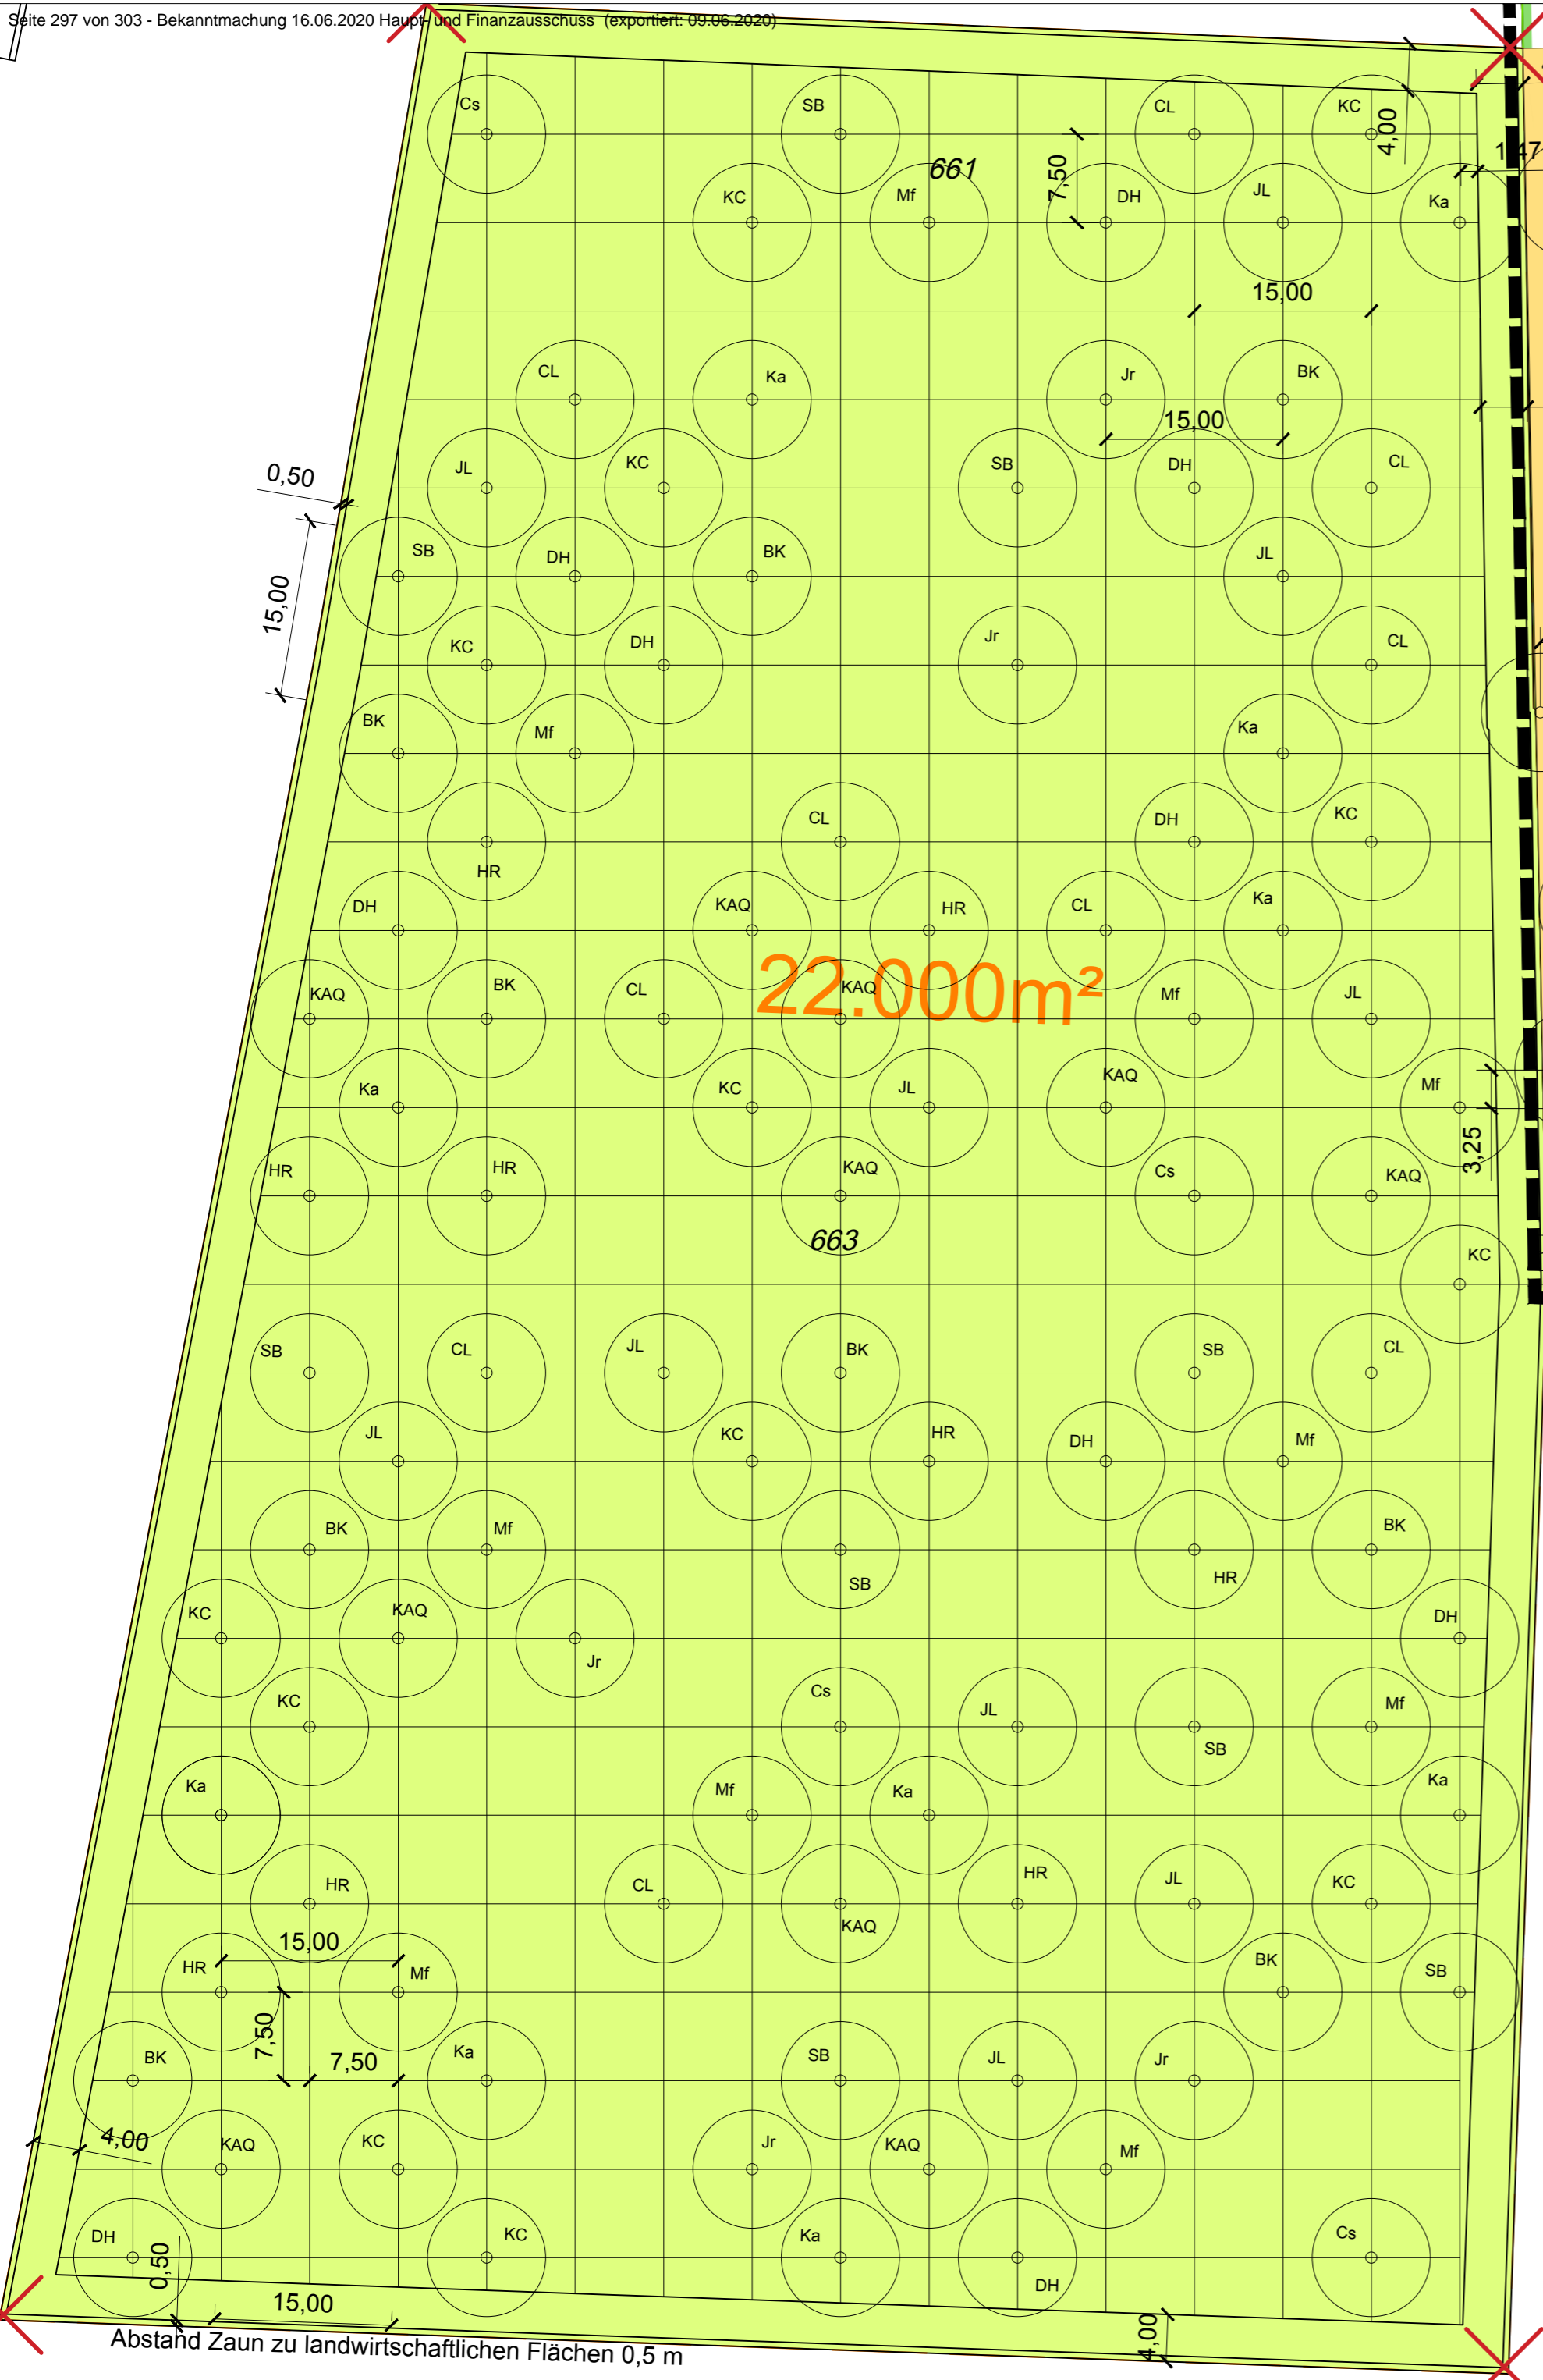 Seite 297 von 303 - Bekanntmachung 16.06.2020 Haupt- und Finanzausschuss (exportiert: 09.06.2020)
Cs SB CL KC 4,00
661 7,50 1,47
KC Mf DH JL Ka
15,00
CL Ka Jr BK
15,00
0,50 JL KC SB DH CL
SB DH BK JL
15,00
KC DH Jr CL
BK Mf Ka
CL DH KC
HR
DH KAQ HR CL Ka
22.000m²
KAQ BK CL KAQ Mf JL
Ka KC JL KAQ Mf
3,25
HR HR KAQ Cs KAQ
663
KC
SB CL JL BK SB CL
JL KC HR DH Mf
BK Mf SB HR BK
KC KAQ Jr DH
KC Cs JL SB Mf
Ka Mf Ka Ka
HR CL KAQ HR JL KC
15,00
HR Mf BK SB
7,50 7,50
BK Ka SB JL Jr
4,00
KAQ KC Jr KAQ Mf
DH KC Ka DH Cs
0,50
15,00
4,00
Abstand Zaun zu landwirtschaftlichen Flächen 0,5 m